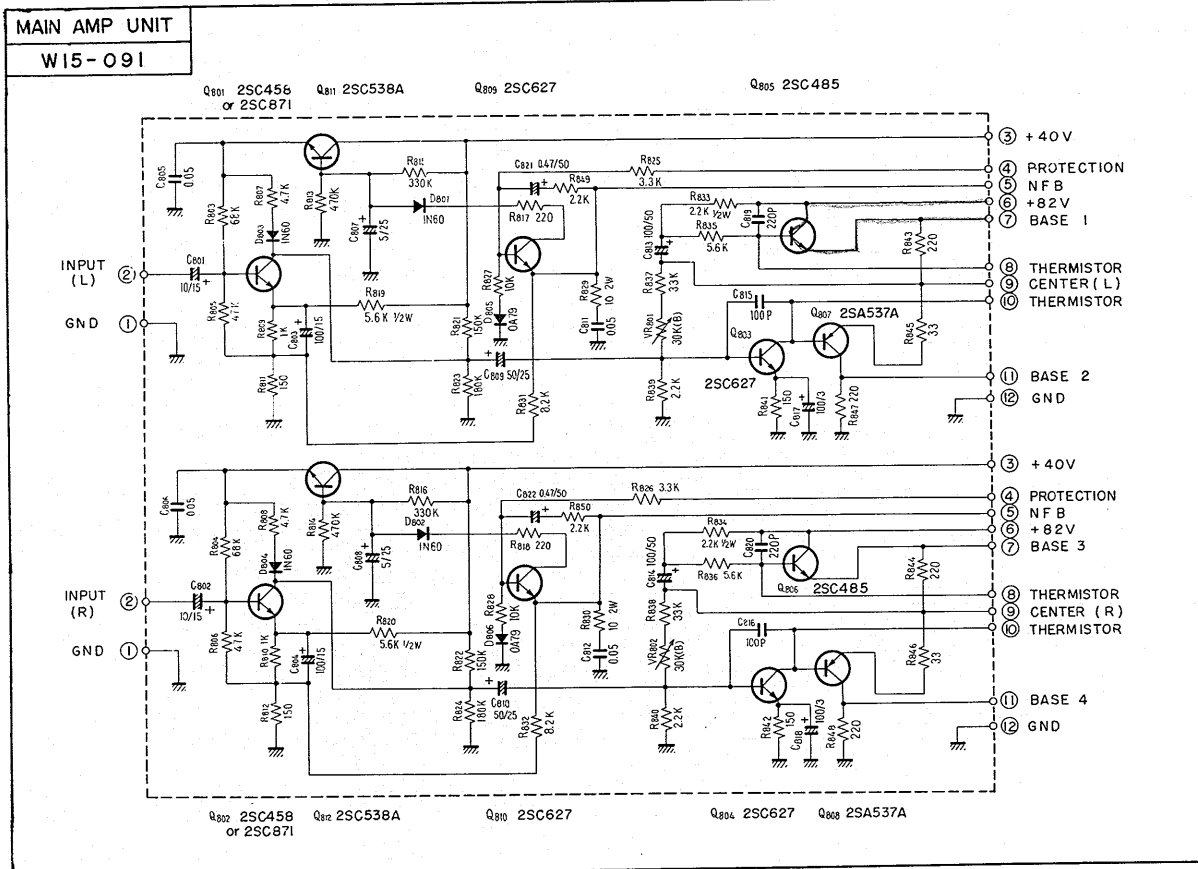 MAIN AMP UNIT
W15-091
Q801 2SC458 or 2SC871
Q811 2SC538A
Q809 2SC627
Q805 2SC485
C805 0.05
R803 68K
R807 4.7K
D803 IN60
R813 470K
R815 330K
C807 5/25
D801 IN60
C821 0.47/50
R849 2.2K
R817 220
R825 3.3K
R833 2.2K ½W
C819 220P
R835 5.6K
C813 100/50
R843 220
③ +40V
④ PROTECTION
⑤ NFB
⑥ +82V
⑦ BASE 1
⑧ THERMISTOR
⑨ CENTER(L)
⑩ THERMISTOR
⑪ BASE 2
⑫ GND
INPUT (L) ②
GND ①
C801 10/15
R805 47K
R809 1K
C803 100/15
R811 150
R819 5.6K ½W
R821 150K
R823 180K
C809 50/25
R827 10K
D805 OA79
R829 10 2W
C811 0.05
R831 8.2K
R837 33K
VR801 30K(B)
R839 2.2K
C815 100P
Q803 2SC627
Q807 2SA537A
R845 33
R841 150
C817 100/3
R847 220
C806 0.05
R804 68K
R808 4.7K
D804 IN60
R814 470K
R816 330K
C808 5/25
D802 IN60
C822 0.47/50
R850 2.2K
R818 220
R826 3.3K
R834 2.2K ½W
C820 220P
R836 5.6K
C814 100/50
Q806 2SC485
R844 220
③ +40V
④ PROTECTION
⑤ NFB
⑥ +82V
⑦ BASE 3
⑧ THERMISTOR
⑨ CENTER (R)
⑩ THERMISTOR
⑪ BASE 4
⑫ GND
INPUT (R) ②
GND ①
C802 10/15
R806 47K
R810 1K
C804 100/15
R812 150
R820 5.6K ½W
R822 150K
R824 180K
C810 50/25
R828 10K
D806 OA79
R830 10 2W
C812 0.05
R832 8.2K
R838 33K
VR802 30K(B)
R840 2.2K
C816 100P
R846 33
R842 150
C818 100/3
R848 220
Q802 2SC458 or 2SC871
Q812 2SC538A
Q810 2SC627
Q804 2SC627
Q808 2SA537A